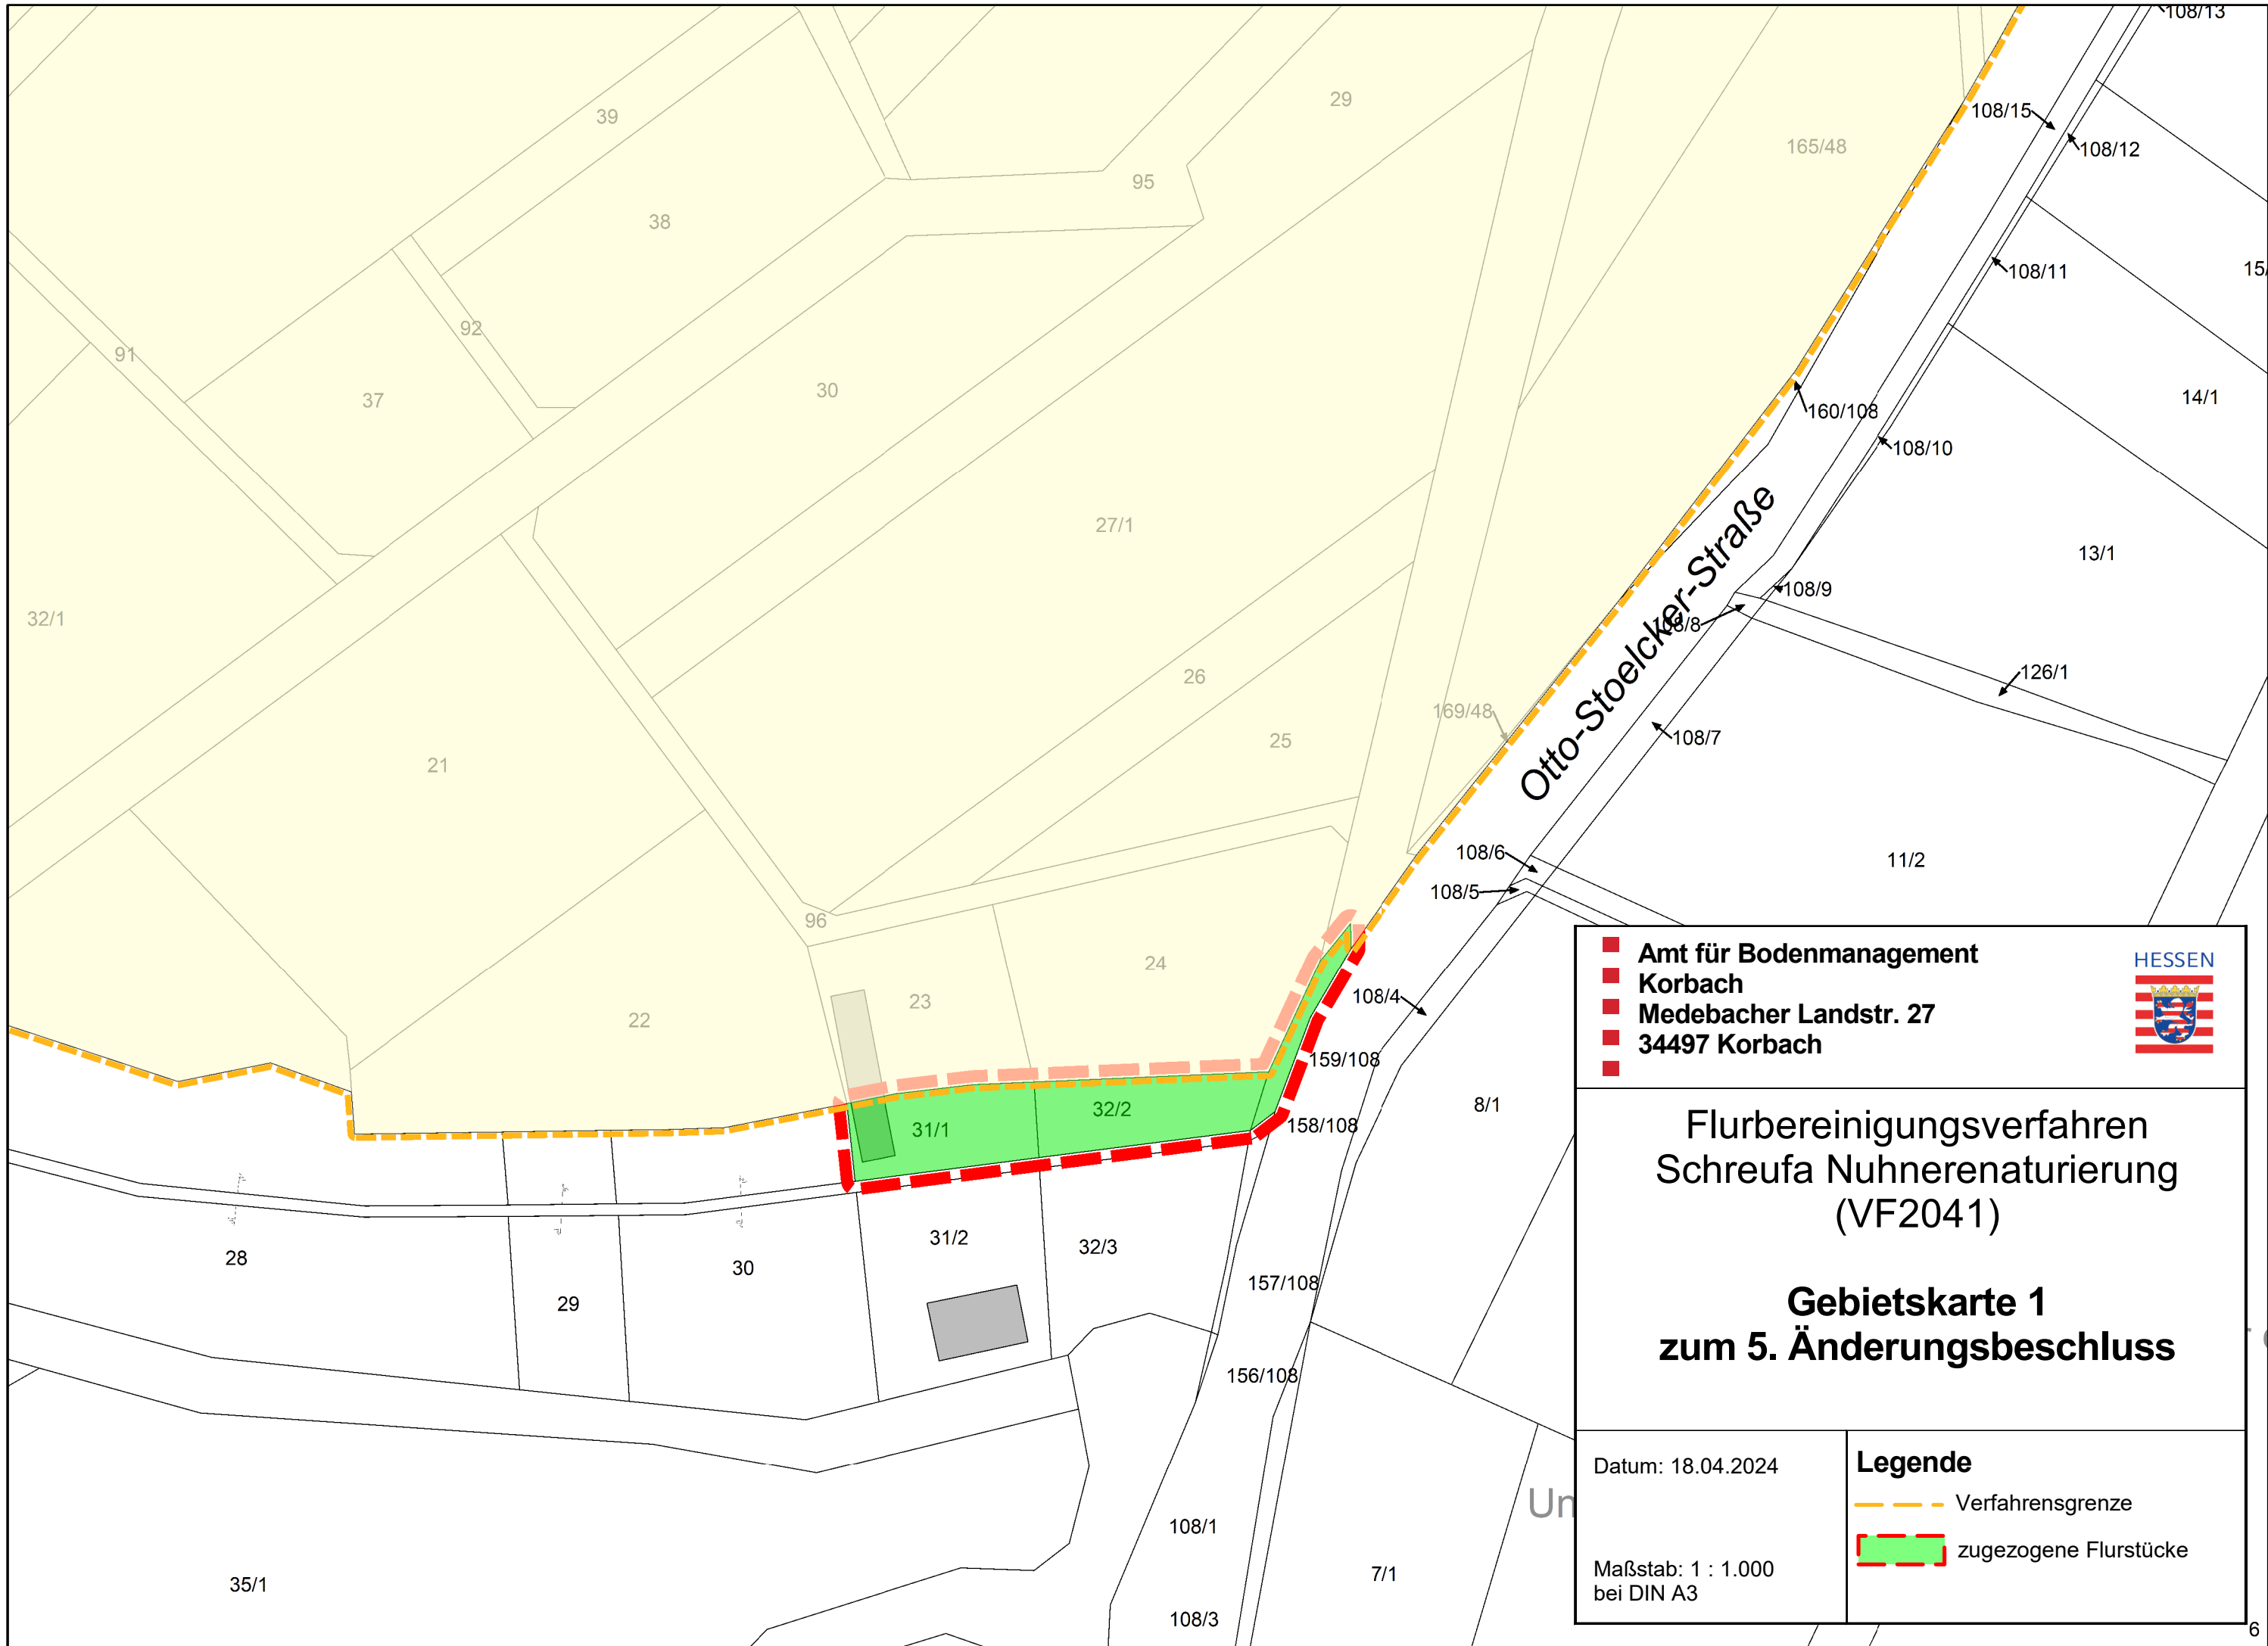 108/13
39
29
108/15
165/48
108/12
95
38
108/11
15/
92
91
37
30
14/1
160/108
108/10
27/1
Otto-Stoelcker-Straße
13/1
108/9
32/1
108/8
126/1
26
169/48
25
108/7
21
108/6
11/2
108/5
96
24
23
22
108/4
159/108
32/2
31/1
158/108
8/1
31/2
32/3
28
30
29
157/108
156/108
108/1
35/1
7/1
108/3
Un
6
Amt für Bodenmanagement
Korbach
Medebacher Landstr. 27
34497 Korbach
HESSEN
Flurbereinigungsverfahren
Schreufa Nuhnerenaturierung
(VF2041)
Gebietskarte 1
zum 5. Änderungsbeschluss
Datum: 18.04.2024
Maßstab: 1 : 1.000
bei DIN A3
Legende
Verfahrensgrenze
zugezogene Flurstücke